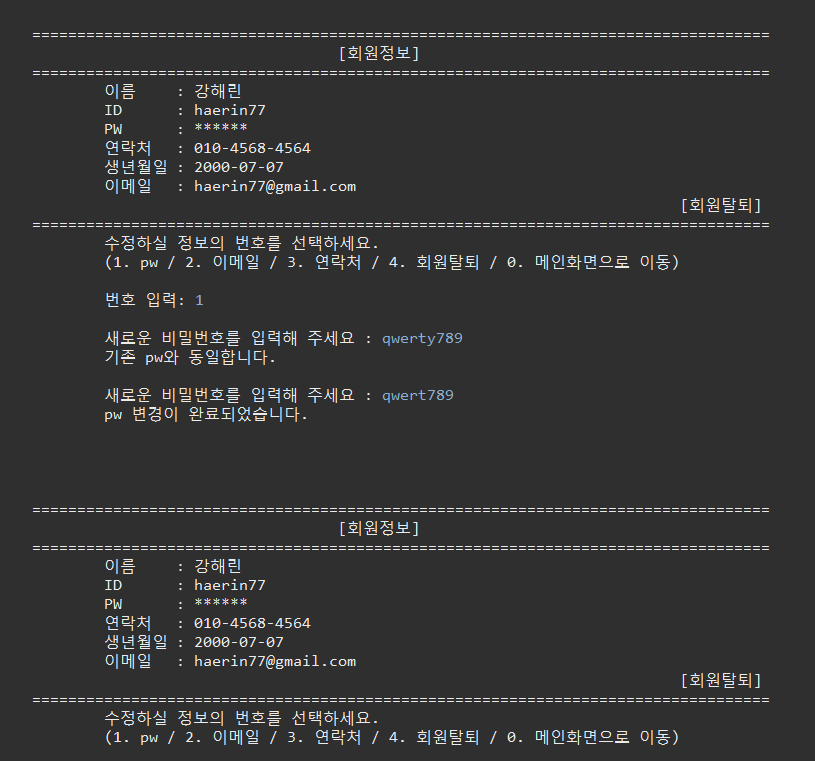 ==================================================================================
[회원정보]
==================================================================================
이름 : 강해린
ID : haerin77
PW : ******
연락처 : 010-4568-4564
생년월일 : 2000-07-07
이메일 : haerin77@gmail.com
[회원탈퇴]
==================================================================================
수정하실 정보의 번호를 선택하세요.
(1. pw / 2. 이메일 / 3. 연락처 / 4. 회원탈퇴 / 0. 메인화면으로 이동)
번호 입력: 1
새로운 비밀번호를 입력해 주세요 : qwerty789
기존 pw와 동일합니다.
새로운 비밀번호를 입력해 주세요 : qwert789
pw 변경이 완료되었습니다.
==================================================================================
[회원정보]
==================================================================================
이름 : 강해린
ID : haerin77
PW : ******
연락처 : 010-4568-4564
생년월일 : 2000-07-07
이메일 : haerin77@gmail.com
[회원탈퇴]
==================================================================================
수정하실 정보의 번호를 선택하세요.
(1. pw / 2. 이메일 / 3. 연락처 / 4. 회원탈퇴 / 0. 메인화면으로 이동)